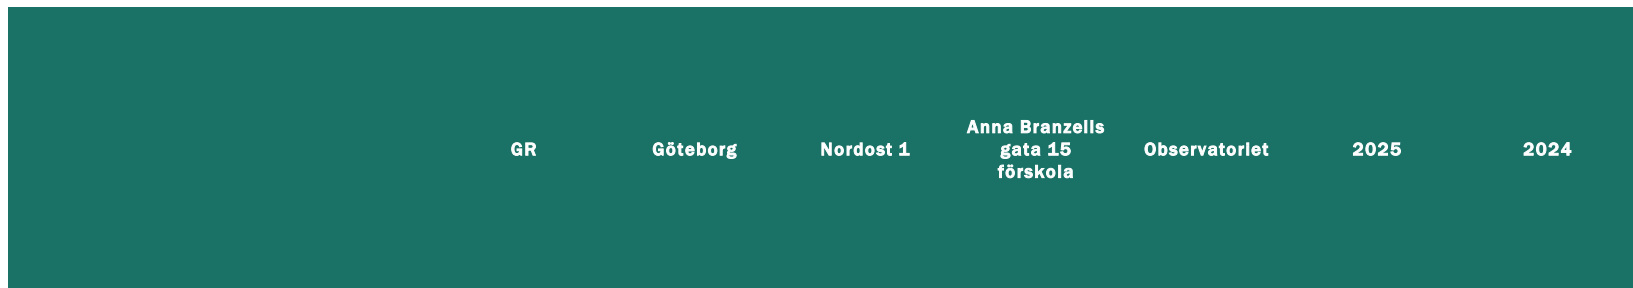 GR
Göteborg
Nordost 1
Anna Branzells
gata 15
förskola
Observatoriet
2025
2024